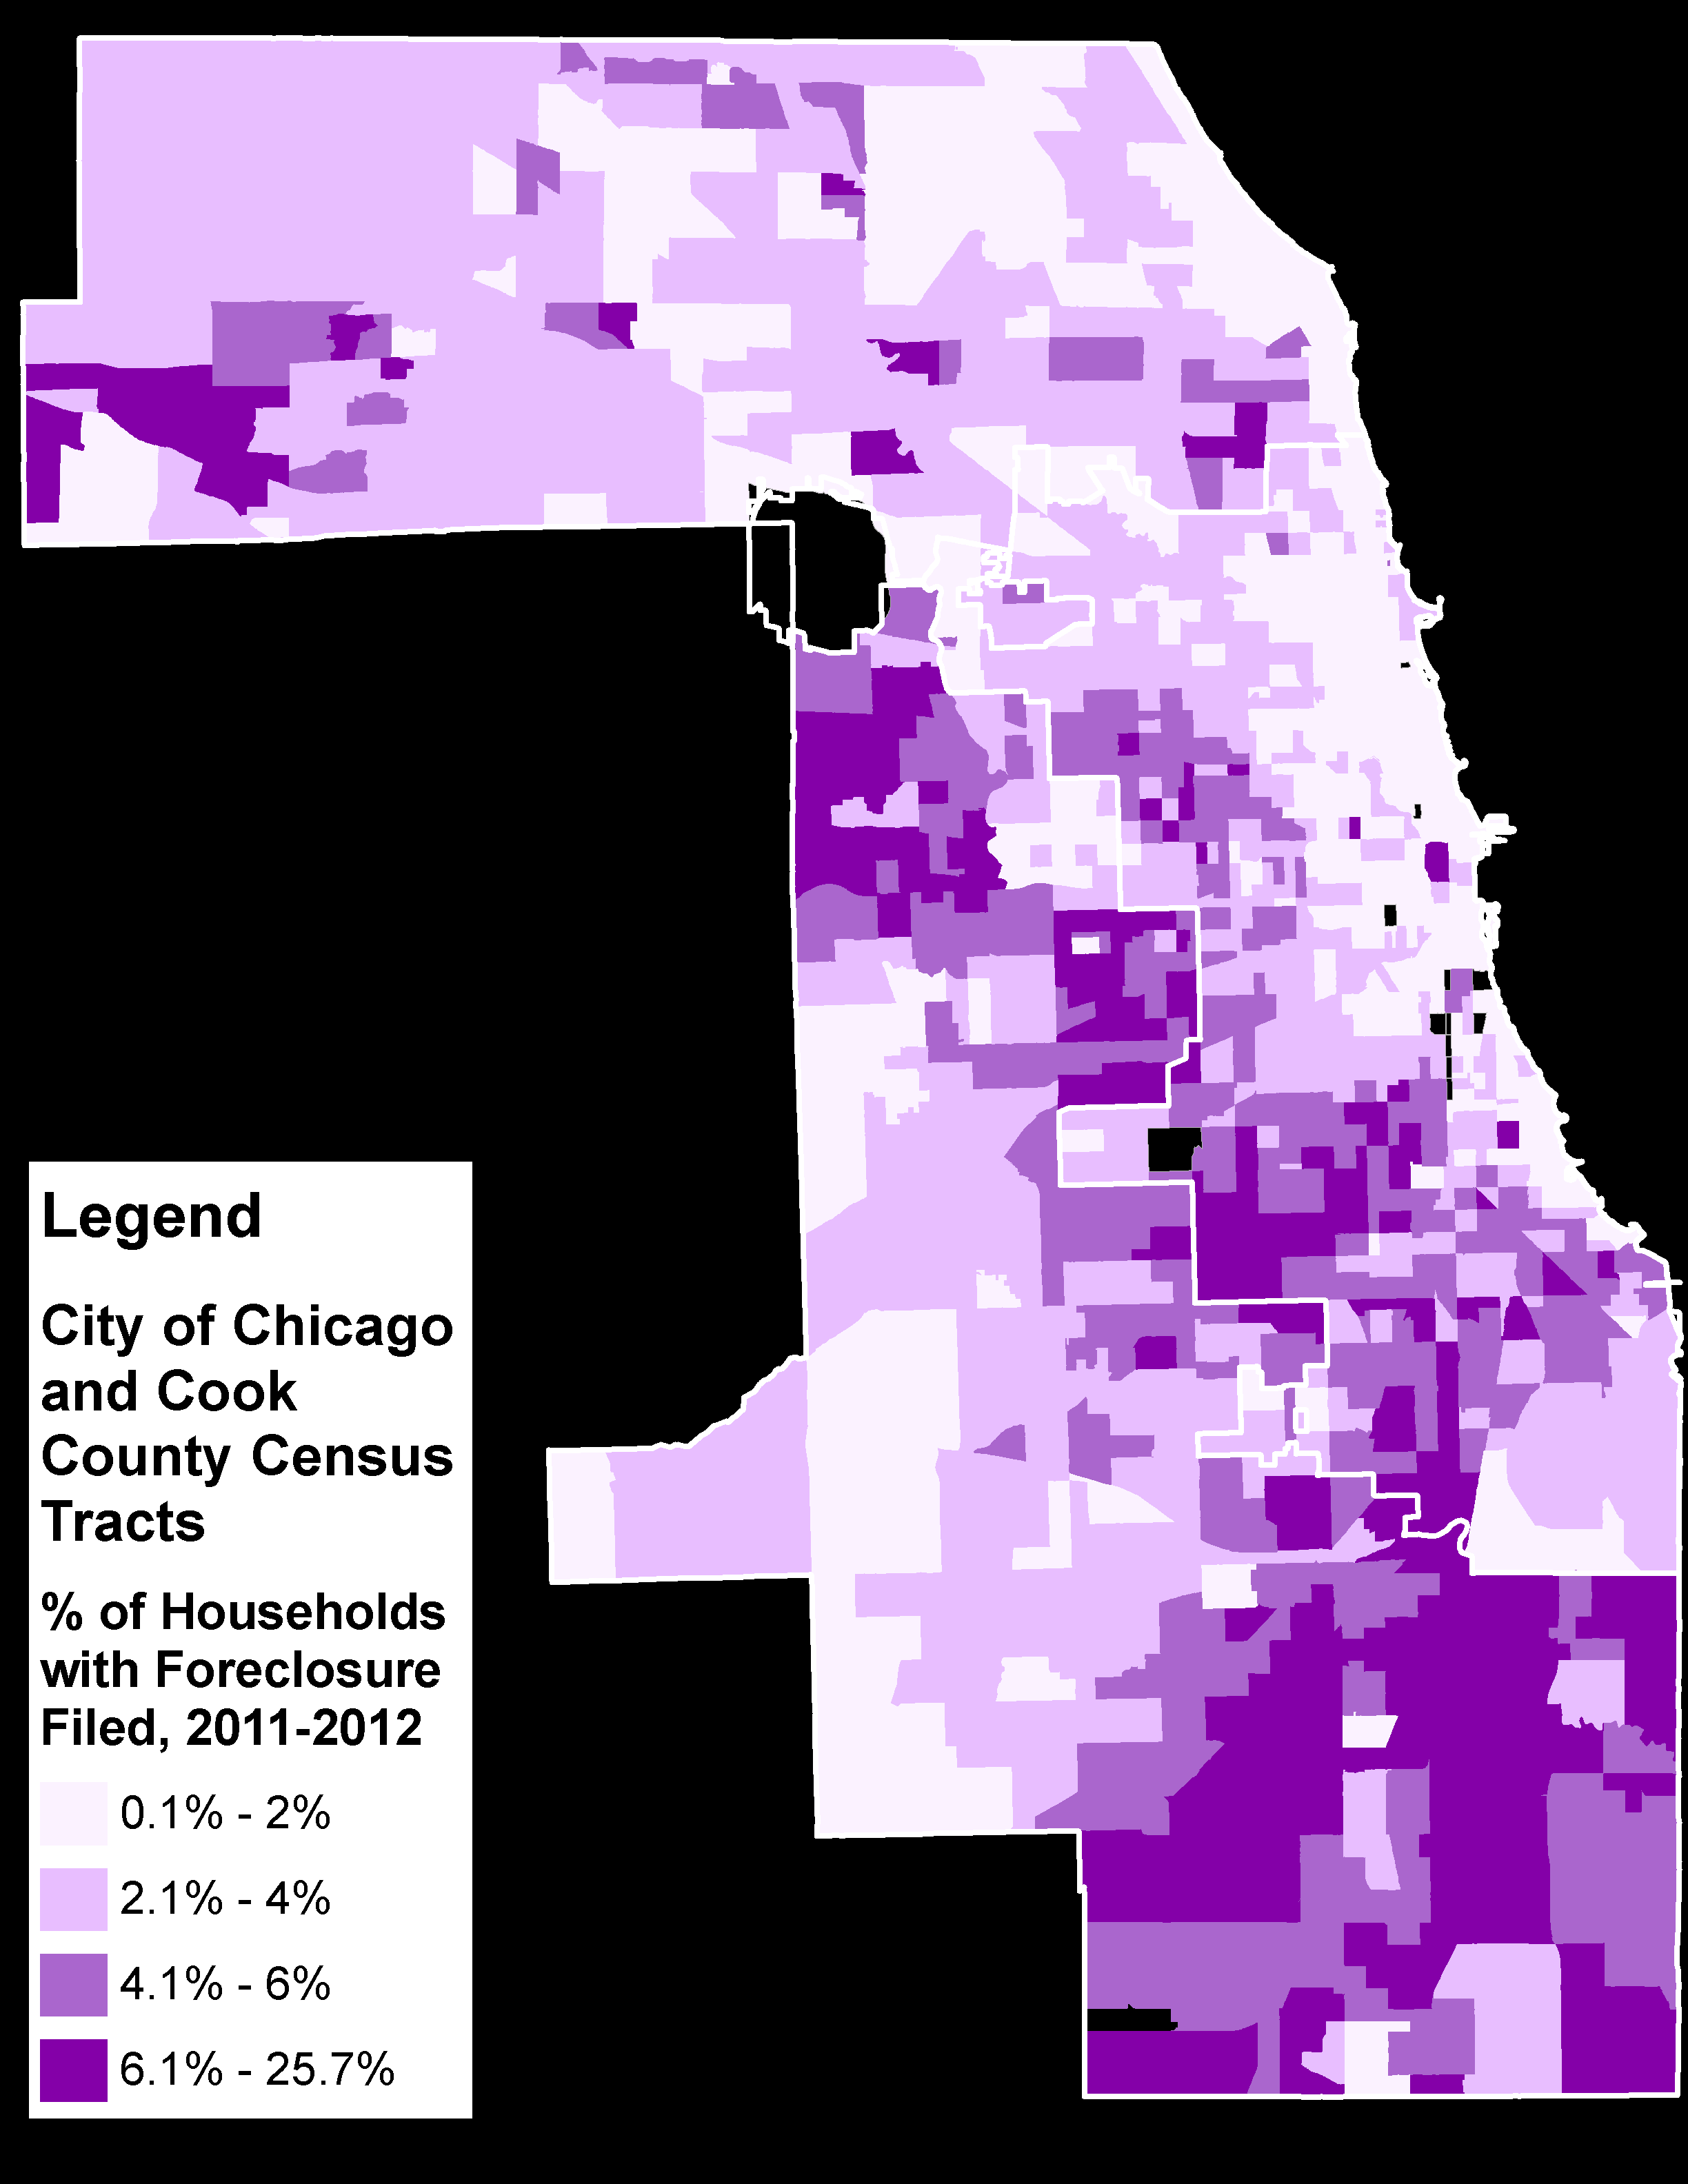 Legend
City of Chicago
and Cook
County Census
Tracts
% of Households
with Foreclosure
Filed, 2011-2012
0.1% - 2%
2.1% - 4%
4.1% - 6%
6.1% - 25.7%